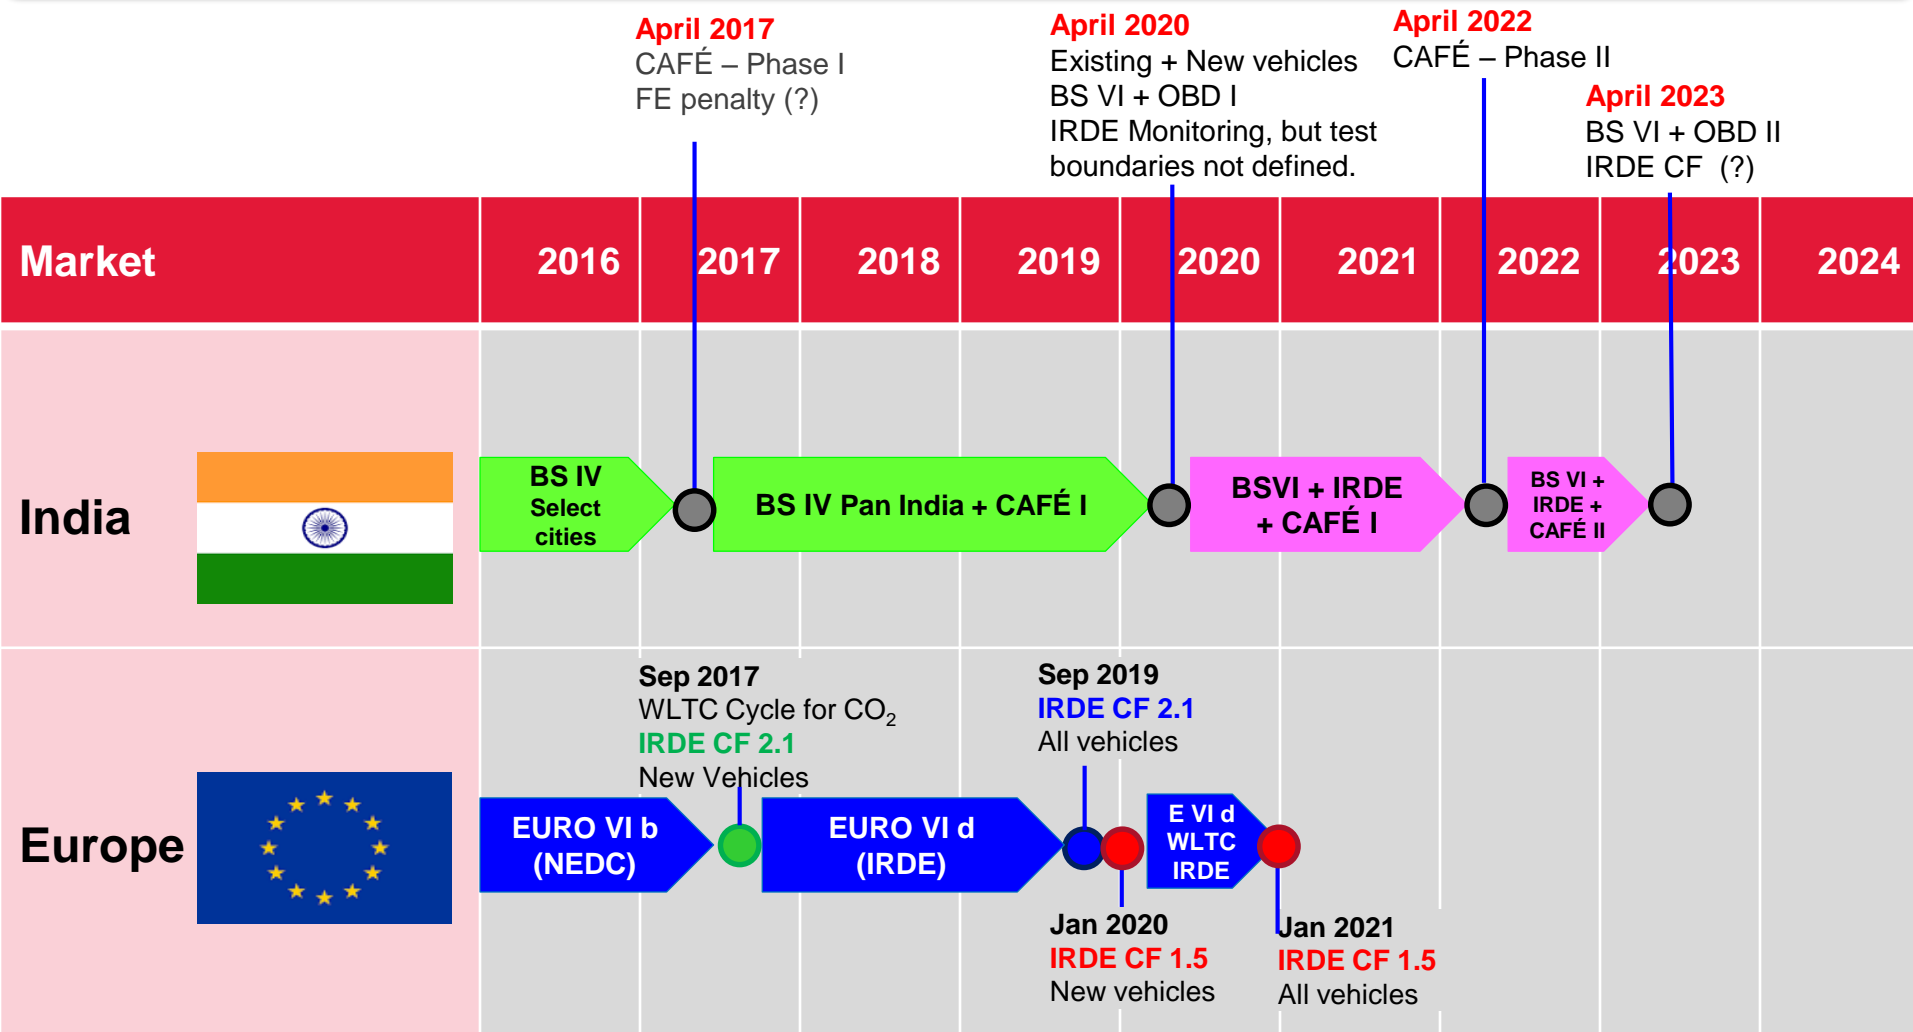 April 2017
CAFÉ – Phase I
FE penalty (?)
April 2020
Existing + New vehicles
BS VI + OBD I
IRDE Monitoring, but test
boundaries not defined.
April 2022
CAFÉ – Phase II
April 2023
BS VI + OBD II
IRDE CF (?)
Market 2016 2017 2018 2019 2020 2021 2022 2023 2024
India
BS IV
Select
cities
BS IV Pan India + CAFÉ I
BSVI + IRDE
+ CAFÉ I
BS VI +
IRDE +
CAFÉ II
Europe
Sep 2017
WLTC Cycle for CO₂
IRDE CF 2.1
New Vehicles
Sep 2019
IRDE CF 2.1
All vehicles
EURO VI b
(NEDC)
EURO VI d
(IRDE)
E VI d
WLTC
IRDE
Jan 2020
IRDE CF 1.5
New vehicles
Jan 2021
IRDE CF 1.5
All vehicles